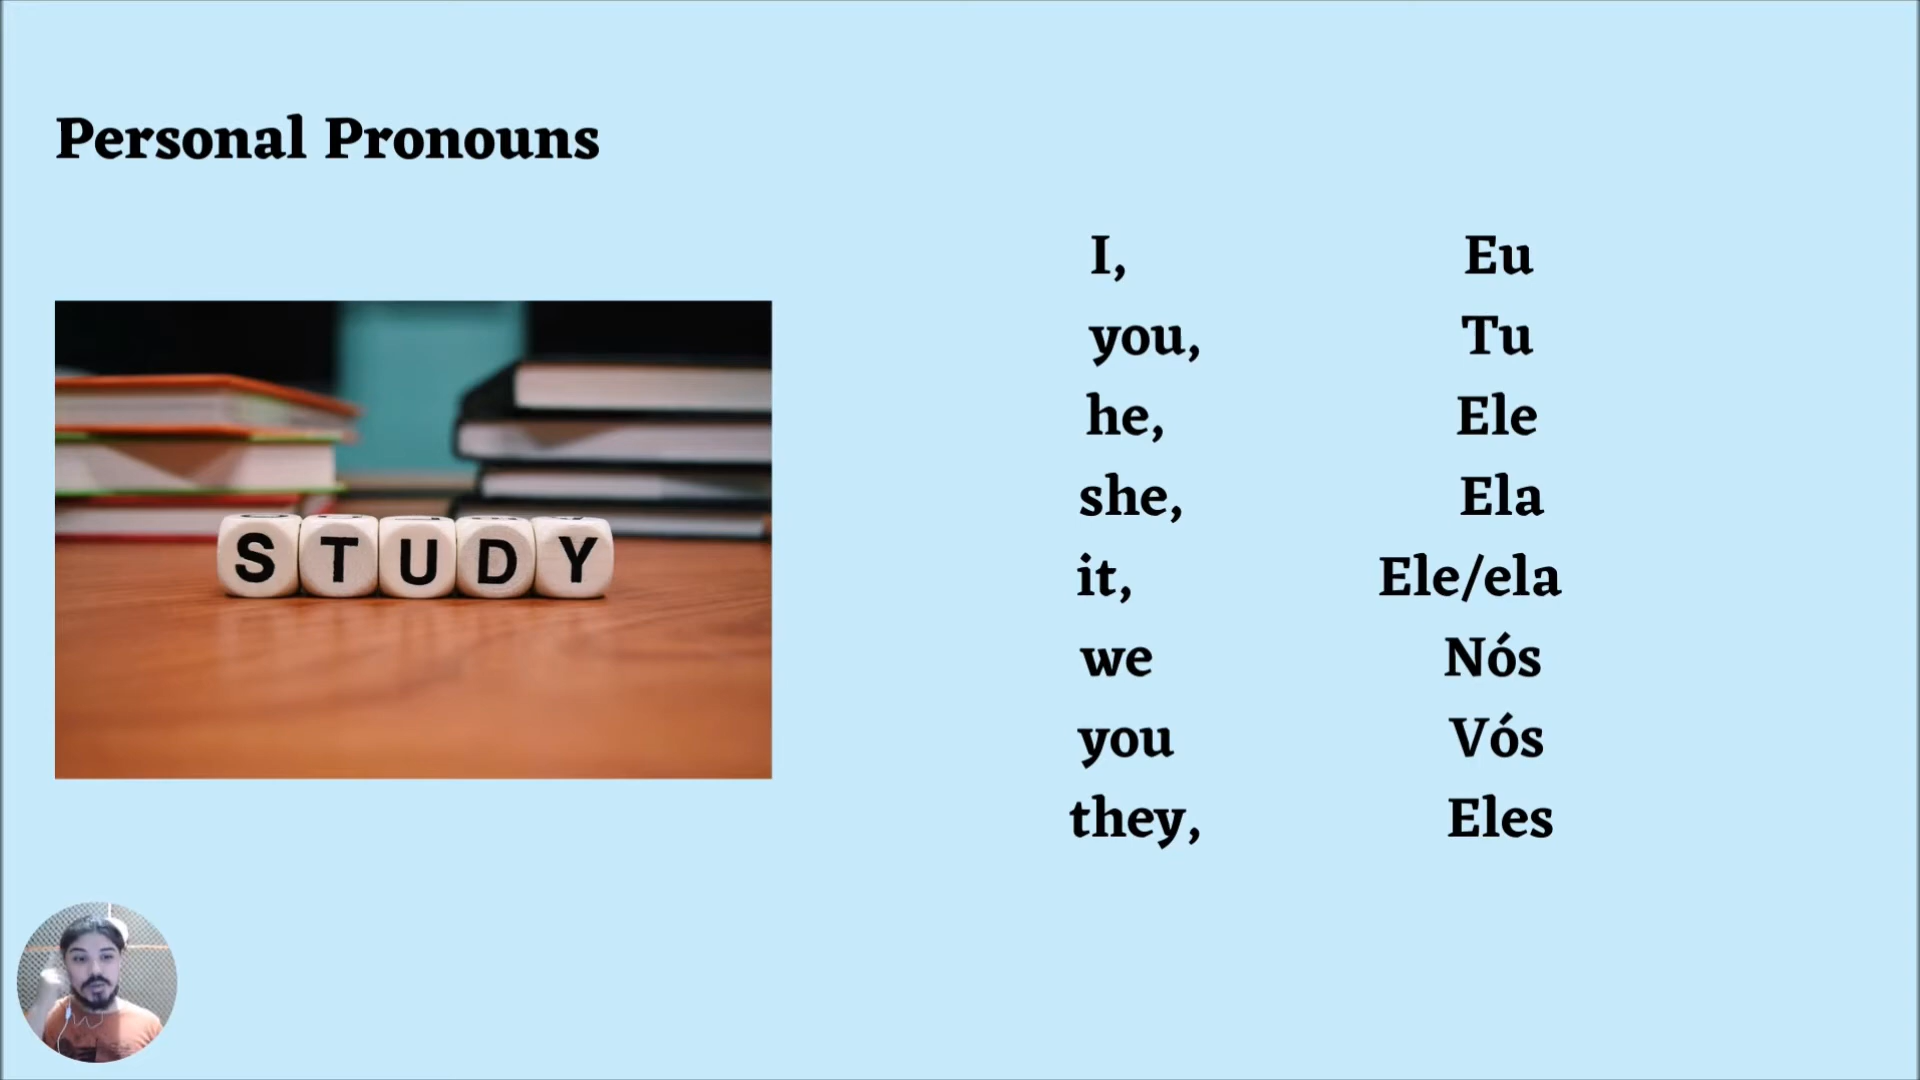 Personal Pronouns
STUDY
I, Eu
you, Tu
he, Ele
she, Ela
it, Ele/ela
we Nós
you Vós
they, Eles